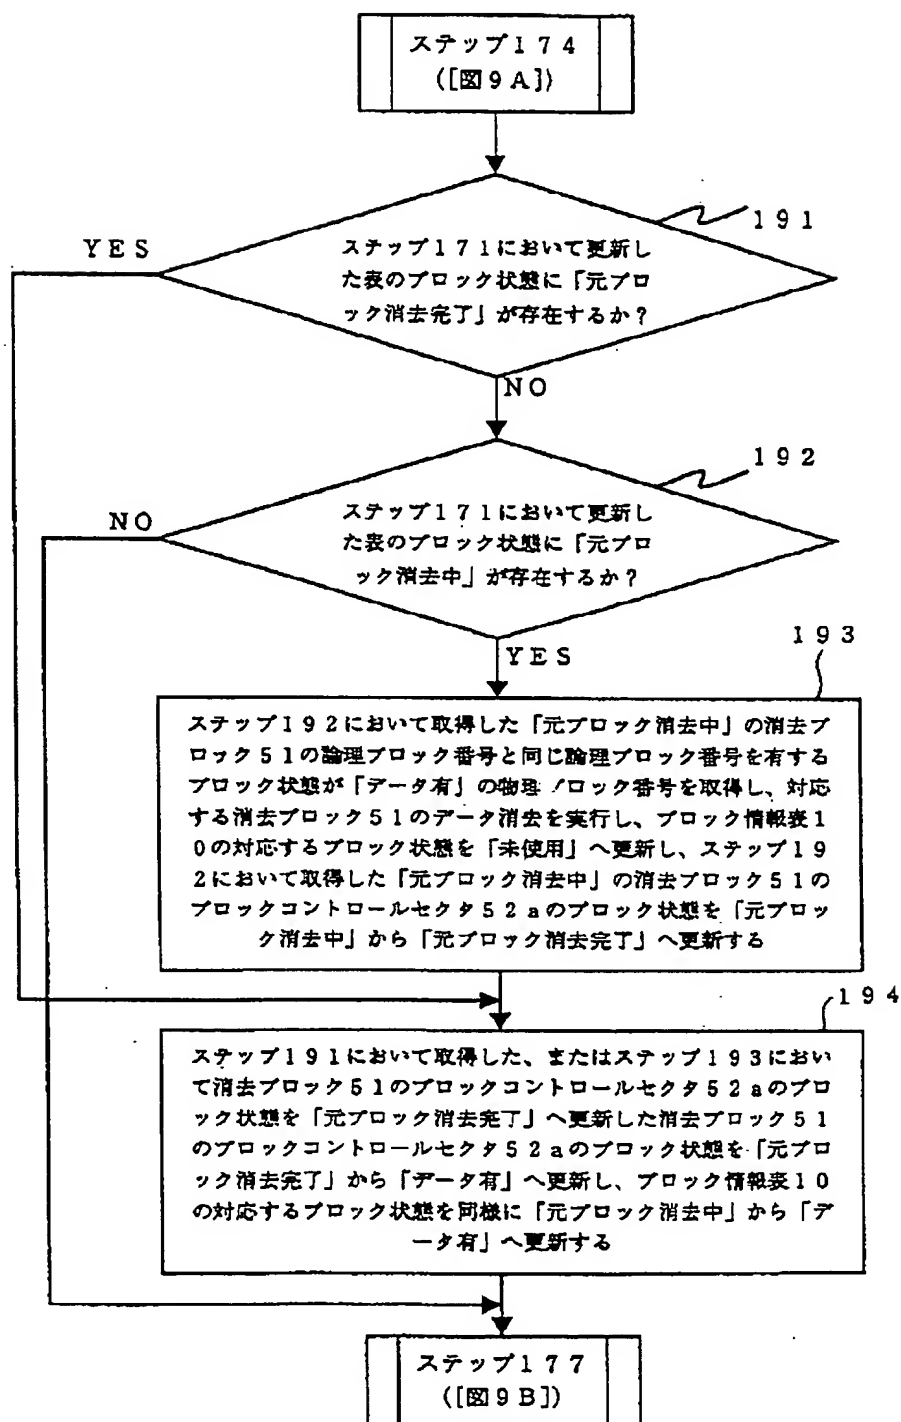 ステップ174
([図9A])
191
YES
ステップ171において更新し
た表のブロック状態に「元ブロ
ック消去完了」が存在するか?
NO
192
NO
ステップ171において更新し
た表のブロック状態に「元ブロ
ック消去中」が存在するか?
YES
193
ステップ192において取得した「元ブロック消去中」の消去ブ
ロック51の論理ブロック番号と同じ論理ブロック番号を有する
ブロック状態が「データ有」の物理ブロック番号を取得し、対応
する消去ブロック51のデータ消去を実行し、ブロック情報表1
0の対応するブロック状態を「未使用」へ更新し、ステップ19
2において取得した「元ブロック消去中」の消去ブロック51の
ブロックコントロールセクタ52aのブロック状態を「元ブロッ
ク消去中」から「元ブロック消去完了」へ更新する
194
ステップ191において取得した、またはステップ193におい
て消去ブロック51のブロックコントロールセクタ52aのブロ
ック状態を「元ブロック消去完了」へ更新した消去ブロック51
のブロックコントロールセクタ52aのブロック状態を「元ブロ
ック消去完了」から「データ有」へ更新し、ブロック情報表10
の対応するブロック状態を同様に「元ブロック消去中」から「デ
ータ有」へ更新する
ステップ177
([図9B])